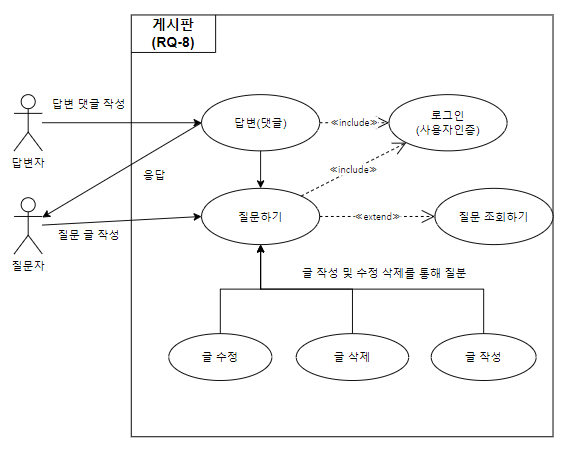 게시판
(RQ-8)
답변 댓글 작성
답변(댓글)
≪include≫
로그인
(사용자인증)
답변자
응답
≪include≫
질문 글 작성
질문하기
≪extend≫
질문 조회하기
질문자
글 작성 및 수정 삭제를 통해 질분
글 수정
글 삭제
글 작성